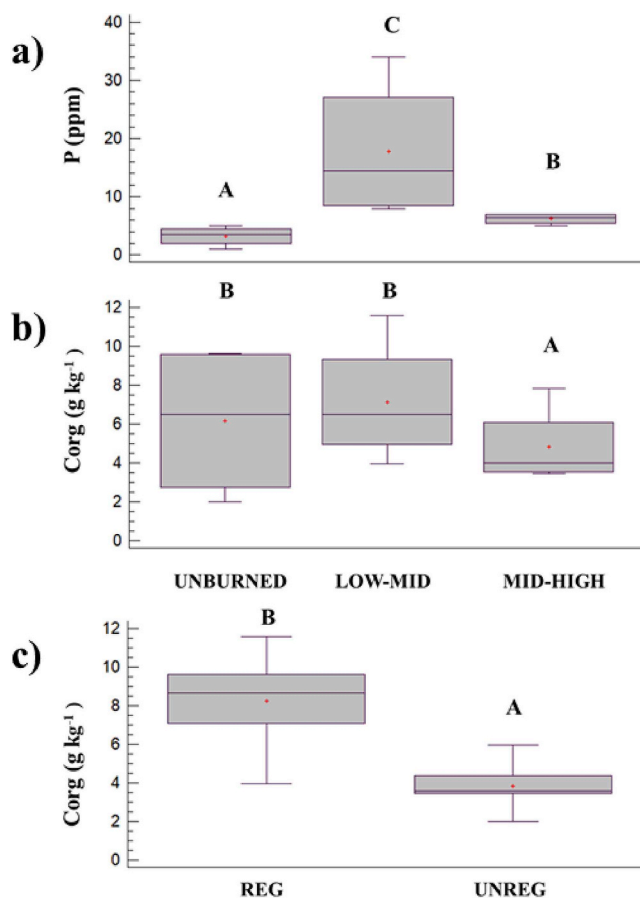 a)
P (ppm)
40
30
20
10
0
A
C
B
b)
Corg (g kg⁻¹)
12
10
8
6
4
2
0
B
B
A
UNBURNED LOW-MID MID-HIGH
c)
Corg (g kg⁻¹)
12
10
8
6
4
2
0
B
A
REG UNREG